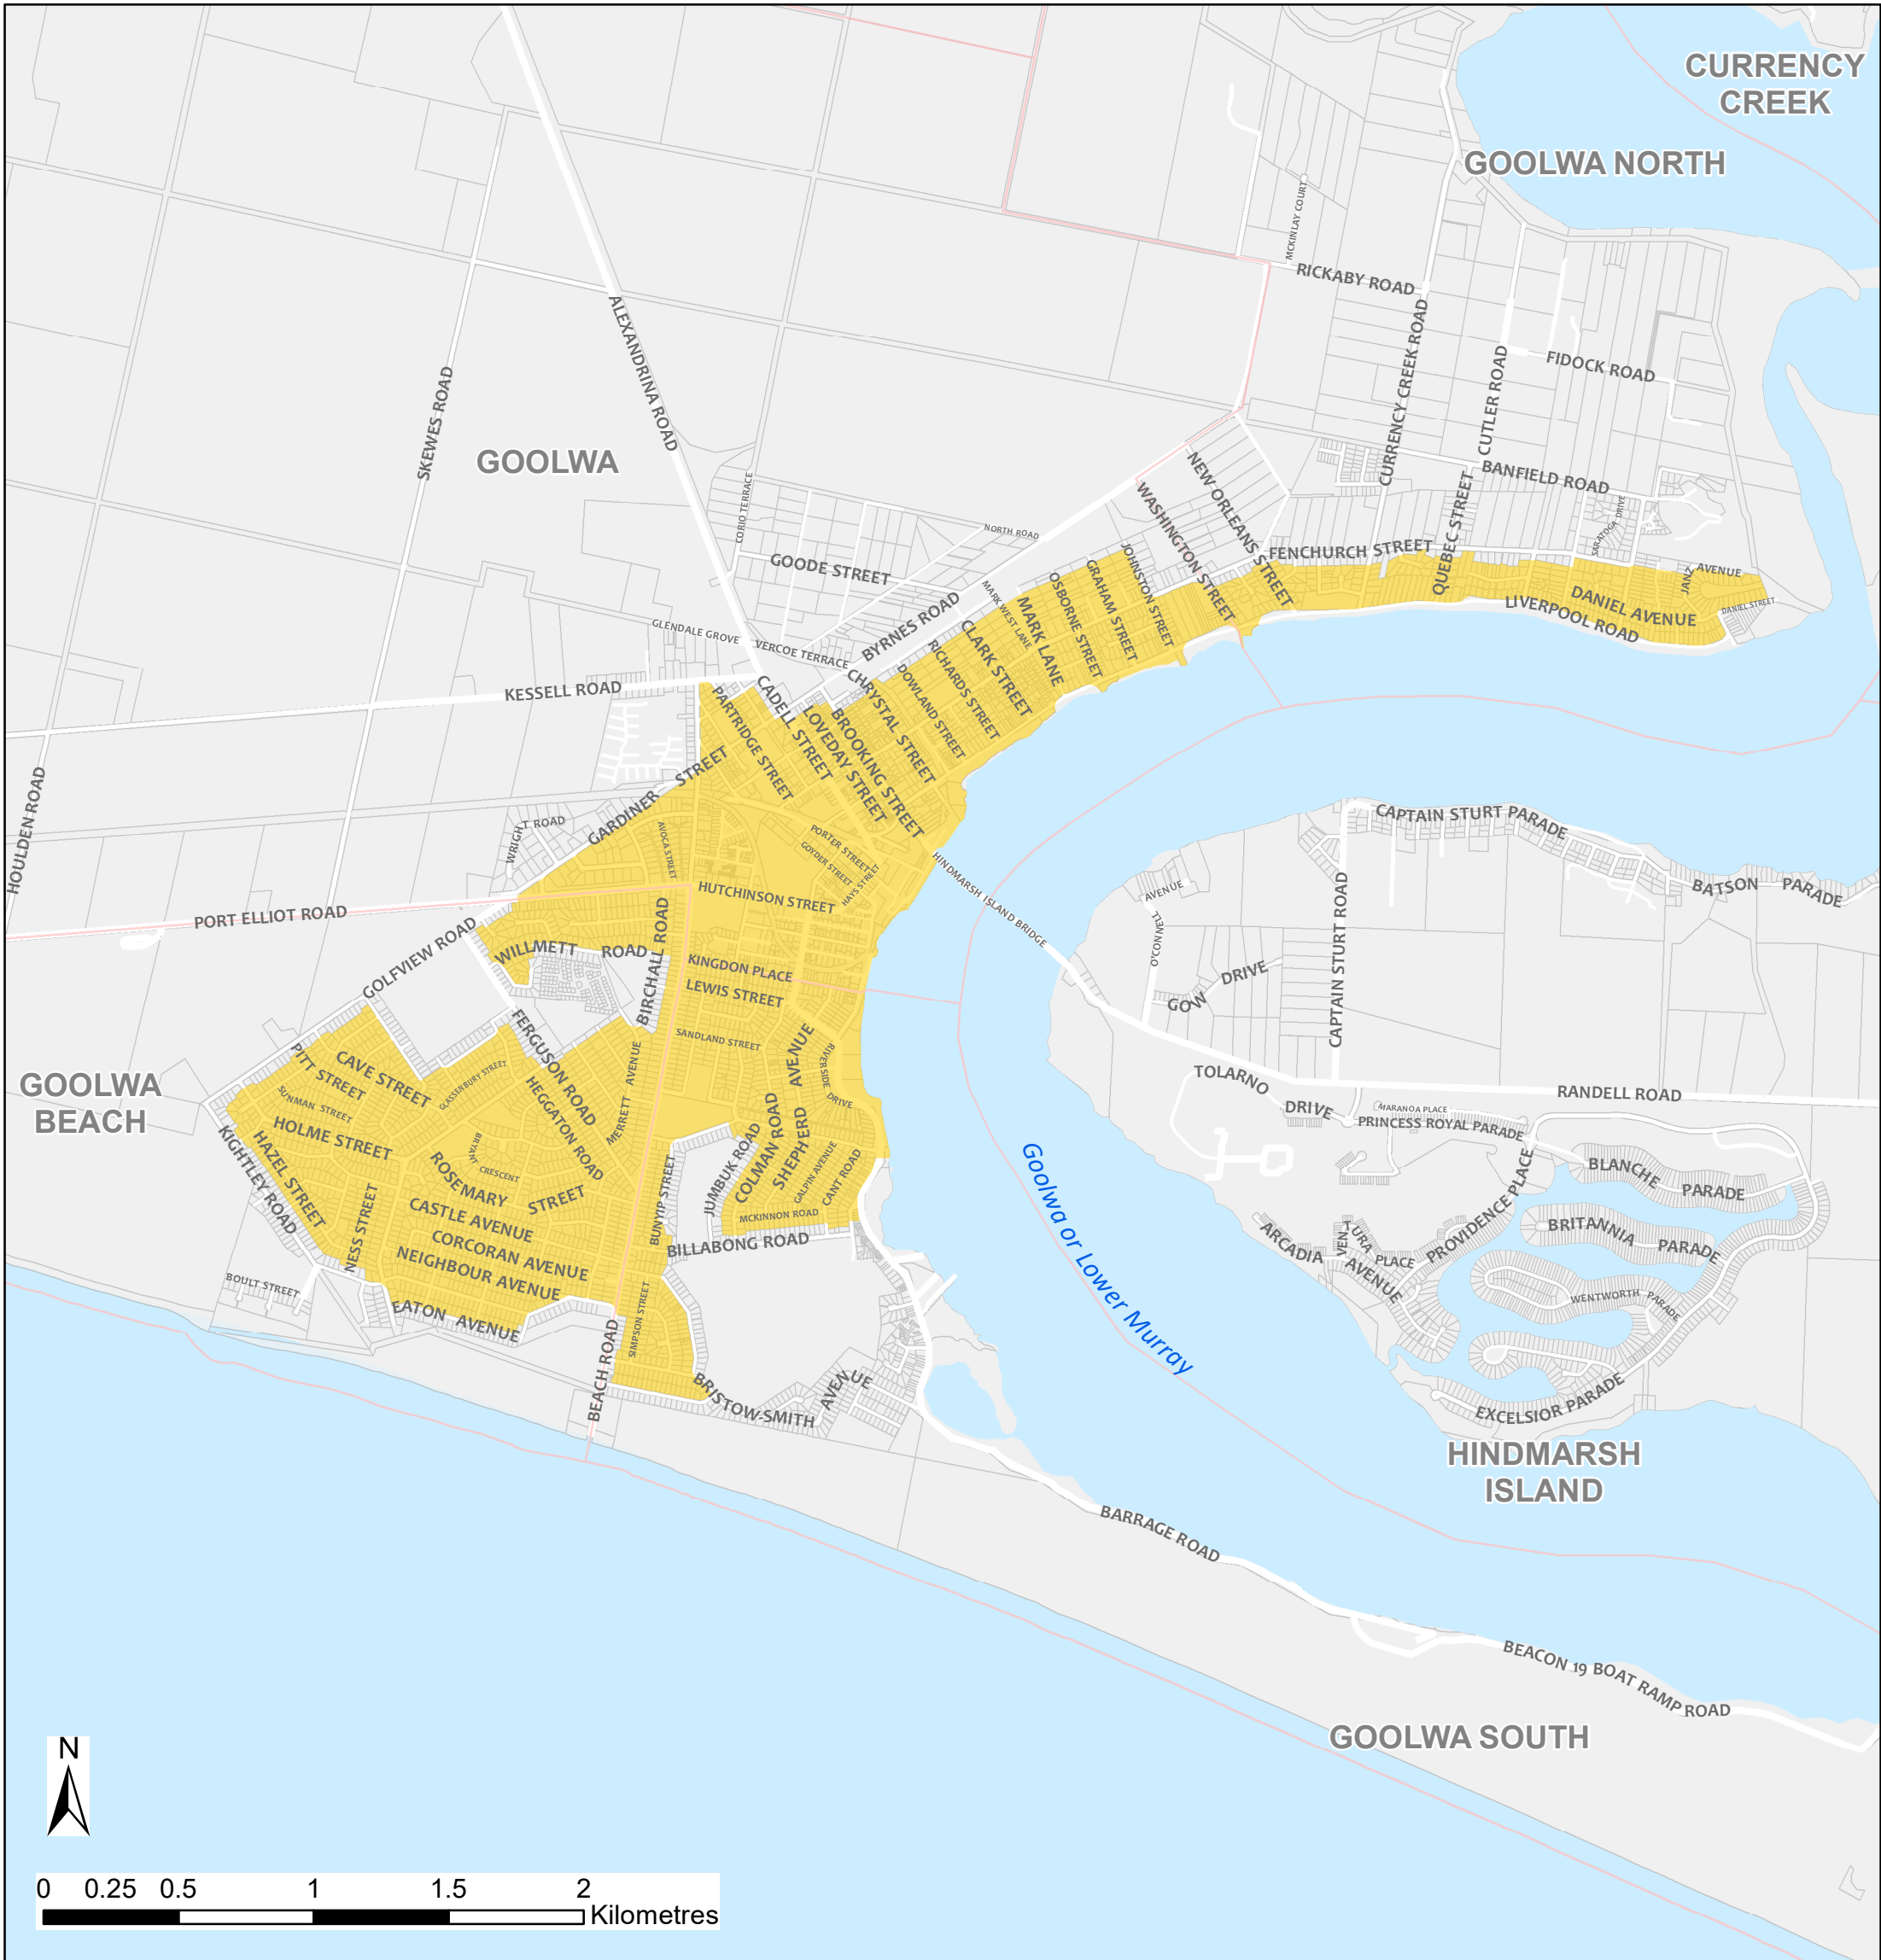 CURRENCY
CREEK
GOOLWA NORTH
MCKINLAY COURT
RICKABY ROAD
ALEXANDRINA ROAD
CURRENCY CREEK ROAD
CUTLER ROAD
FIDOCK ROAD
SKEWES ROAD
GOOLWA
NEW ORLEANS STREET
BANFIELD ROAD
QUEBEC STREET
CORIO TERRACE
WASHINGTON STREET
SARATOGA DRIVE
NORTH ROAD
GOODE STREET
JOHNSTON STREET
FENCHURCH STREET
GRAHAM STREET
OSBORNE STREET
MARK WEST LANE
MARK LANE
JANZ AVENUE
DANIEL AVENUE
DANIEL STREET
LIVERPOOL ROAD
BYRNES ROAD
GLENDALE GROVE
VERCOE TERRACE
CLARK STREET
RICHARDS STREET
DOWLAND STREET
CHRYSTAL STREET
KESSELL ROAD
CADELL STREET
PARTRIDGE STREET
LOVEDAY STREET
BROOKING STREET
HOULDEN ROAD
GARDINER STREET
WRIGHT ROAD
AVOCA STREET
PORTER STREET
GOYDER STREET
HAYS STREET
HINDMARSH ISLAND BRIDGE
CAPTAIN STURT PARADE
BATSON PARADE
HUTCHINSON STREET
PORT ELLIOT ROAD
O'CONNELL AVENUE
CAPTAIN STURT ROAD
GOLFVIEW ROAD
WILLMETT ROAD
BIRCHALL ROAD
KINGDON PLACE
LEWIS STREET
GOW DRIVE
FERGUSON ROAD
SANDLAND STREET
SHEPHERD AVENUE
RIVERSIDE DRIVE
GOOLWA
BEACH
PITT STREET
CAVE STREET
SUNMAN STREET
GLASSENBURY STREET
HEGGATON ROAD
MERRETT AVENUE
TOLARNO DRIVE
RANDELL ROAD
MARANOA PLACE
PRINCESS ROYAL PARADE
HOLME STREET
HAZEL STREET
KIGHTLEY ROAD
BRYANT CRESCENT
ROSEMARY STREET
JUMBUK ROAD
COLMAN ROAD
GALPIN AVENUE
CANT ROAD
MCKINNON ROAD
BUNYIP STREET
BILLABONG ROAD
NESS STREET
CASTLE AVENUE
CORCORAN AVENUE
NEIGHBOUR AVENUE
BOULT STREET
EATON AVENUE
SIMPSON STREET
BEACH ROAD
BRISTOW-SMITH AVENUE
Goolwa or Lower Murray
PROVIDENCE PLACE
BLANCHE PARADE
BRITANNIA PARADE
ARCADIA AVENUE
VENTURA PLACE
WENTWORTH PARADE
EXCELSIOR PARADE
HINDMARSH
ISLAND
BARRAGE ROAD
BEACON 19 BOAT RAMP ROAD
GOOLWA SOUTH
N
0 0.25 0.5 1 1.5 2
Kilometres